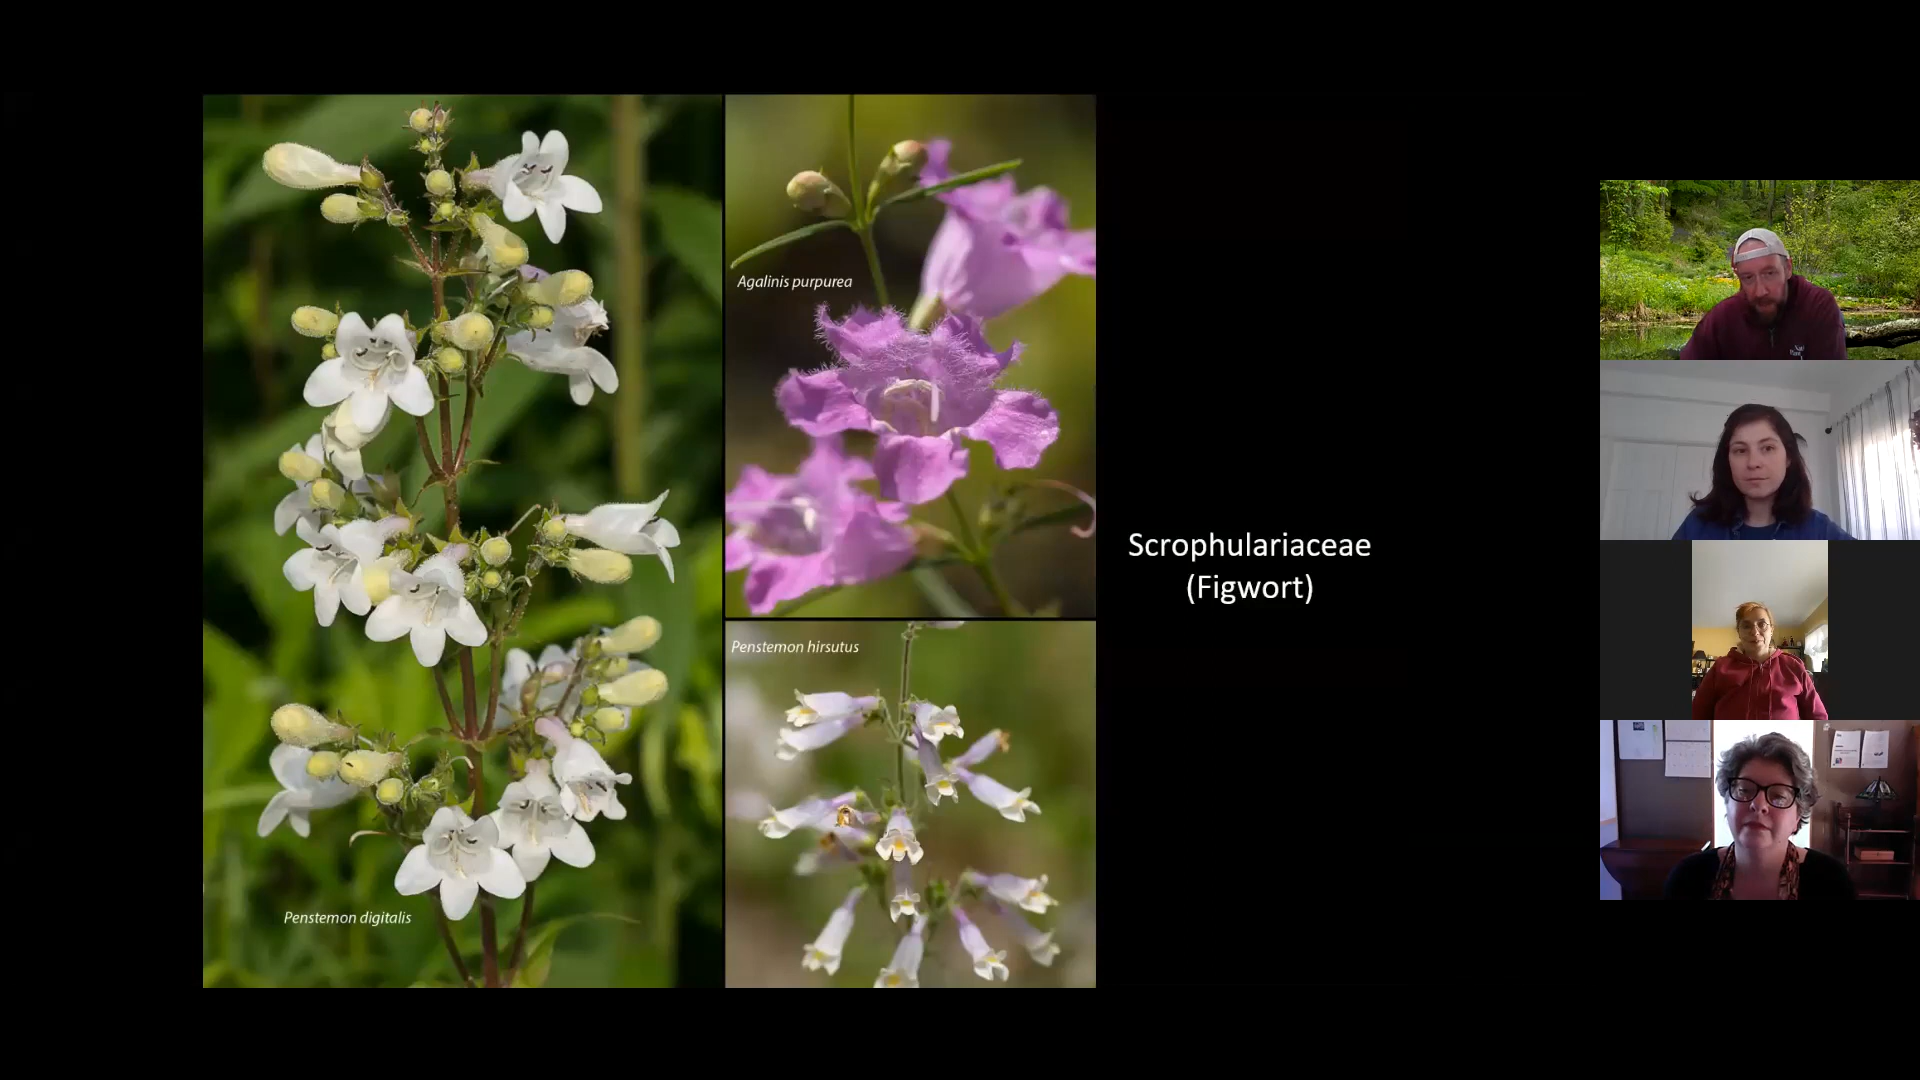 Agalinis purpurea
Penstemon hirsutus
Penstemon digitalis
Scrophulariaceae
(Figwort)